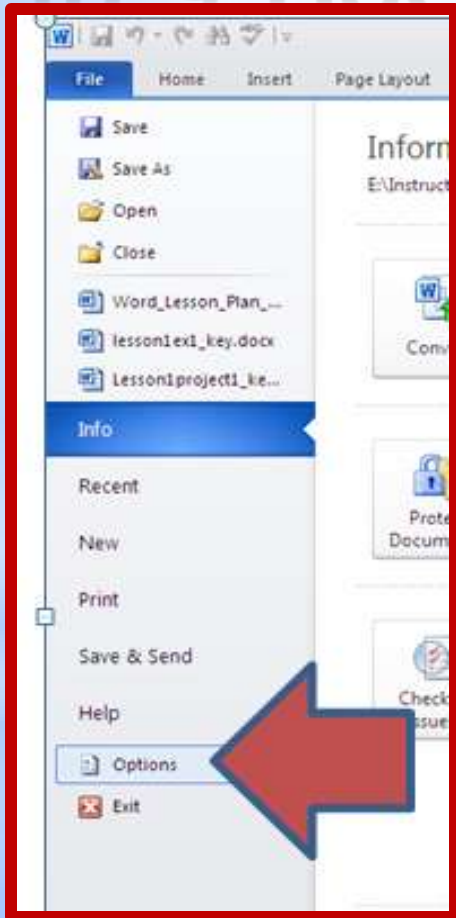 File Home Insert Page Layout
Save
Save As
Open
Close
Word_Lesson_Plan_...
lesson1ex1_key.docx
Lesson1project1_ke...
Info
Recent
New
Print
Save & Send
Help
Options
Exit
Inform
E:\Instruct
Conv
Prote
Docum
Check
ssue